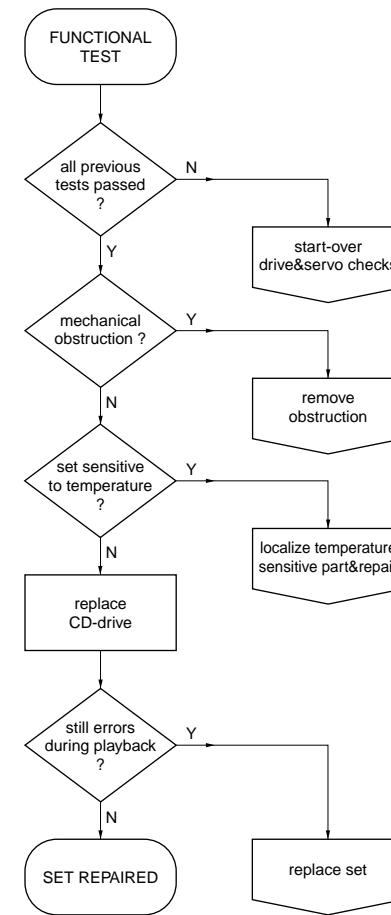 FUNCTIONAL
TEST
all previous
tests passed
?
N
Y
start-over
drive&servo checks
mechanical
obstruction ?
Y
N
remove
obstruction
set sensitive
to temperature
?
Y
N
localize temperature
sensitive part&repair
replace
CD-drive
still errors
during playback
?
Y
N
SET REPAIRED
replace set